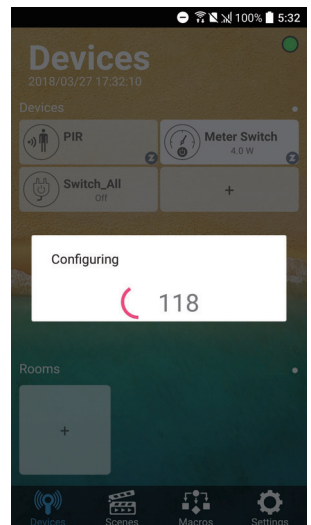 100% 5:32
Devices
2018/03/27 17:32:10
Devices
PIR
Z
Meter Switch
4.0 W
Z
Switch_All
Off
+
Configuring
118
Rooms
+
Devices Scenes Macros Settings